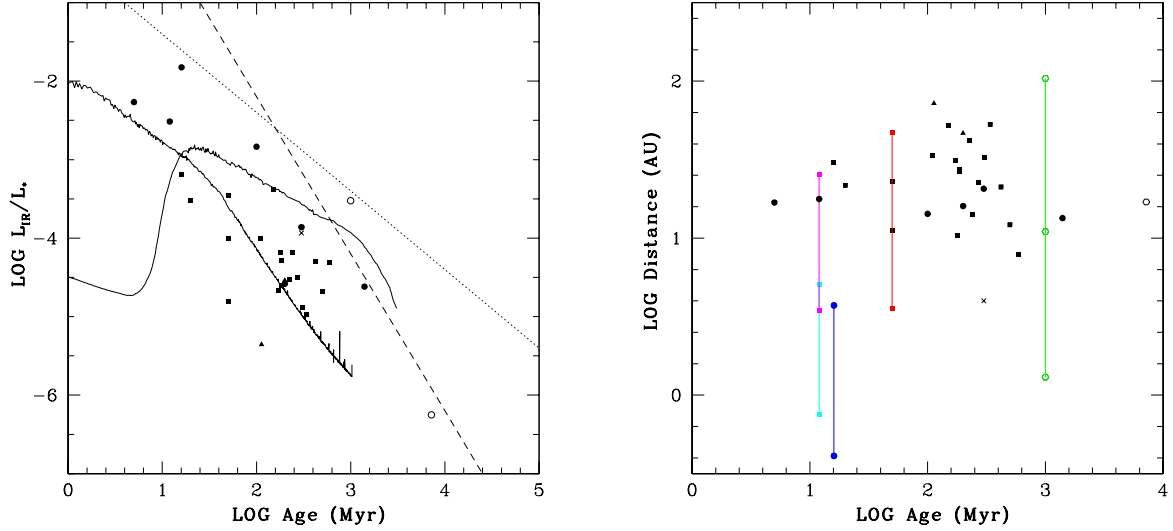 LOG L_IR/L_*
−2
−4
−6
0 1 2 3 4 5
LOG Age (Myr)
LOG Distance (AU)
2
1
0
0 1 2 3 4
LOG Age (Myr)